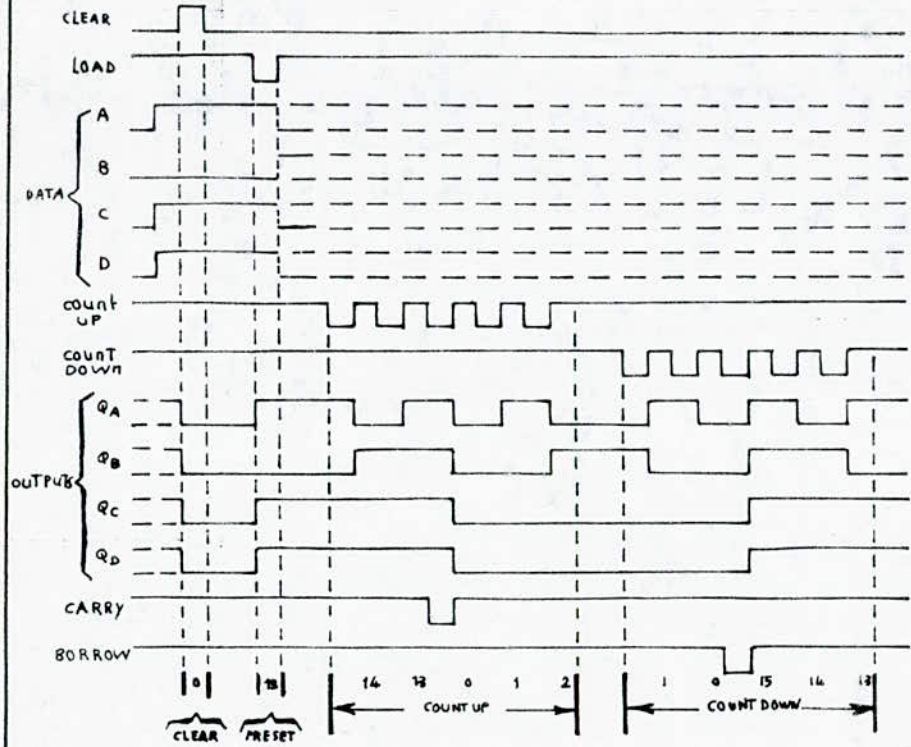 CLEAR
LOAD
DATA
A
B
C
D
COUNT
UP
COUNT
DOWN
OUTPUTS
QA
QB
QC
QD
CARRY
BORROW
0 13 14 13 0 1 2 1 0 15 14 13
COUNT UP COUNT DOWN
CLEAR PRESET